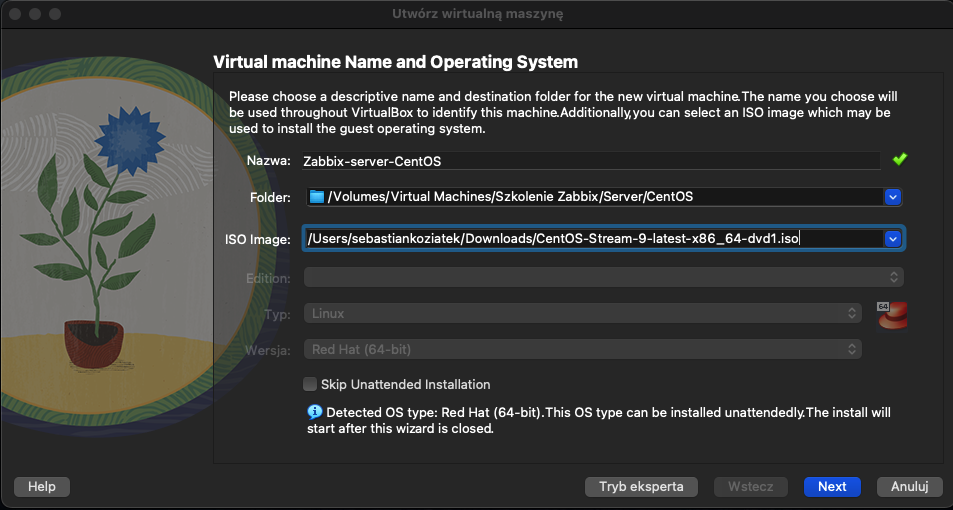 Utwórz wirtualną maszynę
Virtual machine Name and Operating System
Please choose a descriptive name and destination folder for the new virtual machine.The name you choose will
be used throughout VirtualBox to identify this machine.Additionally,you can select an ISO image which may be
used to install the guest operating system.
Nazwa: Zabbix-server-CentOS
Folder: /Volumes/Virtual Machines/Szkolenie Zabbix/Server/CentOS
ISO Image: /Users/sebastiankoziatek/Downloads/CentOS-Stream-9-latest-x86_64-dvd1.iso
Edition:
Typ: Linux 64
Wersja: Red Hat (64-bit)
Skip Unattended Installation
Detected OS type: Red Hat (64-bit).This OS type can be installed unattendedly.The install will
start after this wizard is closed.
Help Tryb eksperta Wstecz Next Anuluj